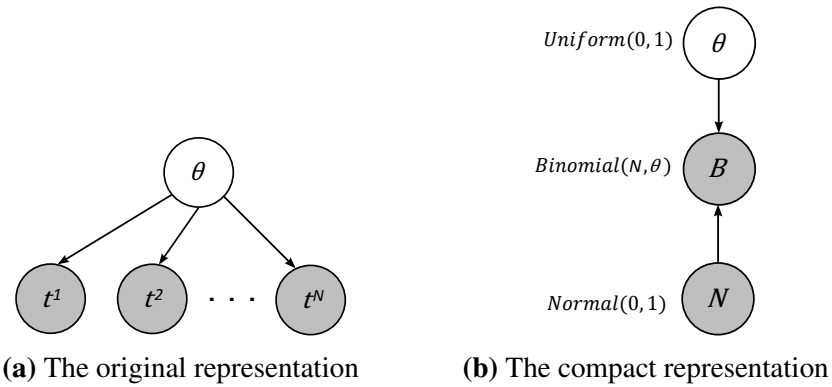 Uniform(0, 1)
θ
θ
Binomial(N,θ)
B
t¹
t²
. . .
tᴺ
Normal(0, 1)
N
(a) The original representation
(b) The compact representation